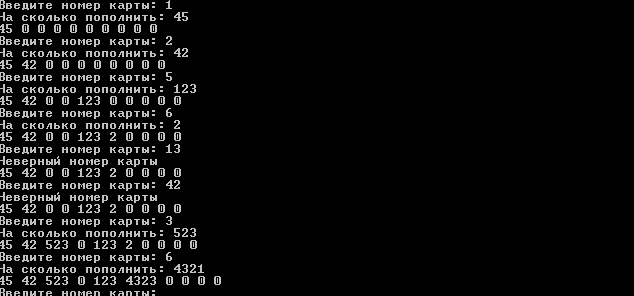 Введите номер карты: 1
На сколько пополнить: 45
45 0 0 0 0 0 0 0 0 0
Введите номер карты: 2
На сколько пополнить: 42
45 42 0 0 0 0 0 0 0 0
Введите номер карты: 5
На сколько пополнить: 123
45 42 0 0 123 0 0 0 0 0
Введите номер карты: 6
На сколько пополнить: 2
45 42 0 0 123 2 0 0 0 0
Введите номер карты: 13
Неверный номер карты
45 42 0 0 123 2 0 0 0 0
Введите номер карты: 42
Неверный номер карты
45 42 0 0 123 2 0 0 0 0
Введите номер карты: 3
На сколько пополнить: 523
45 42 523 0 123 2 0 0 0 0
Введите номер карты: 6
На сколько пополнить: 4321
45 42 523 0 123 4323 0 0 0 0
Введите номер карты: